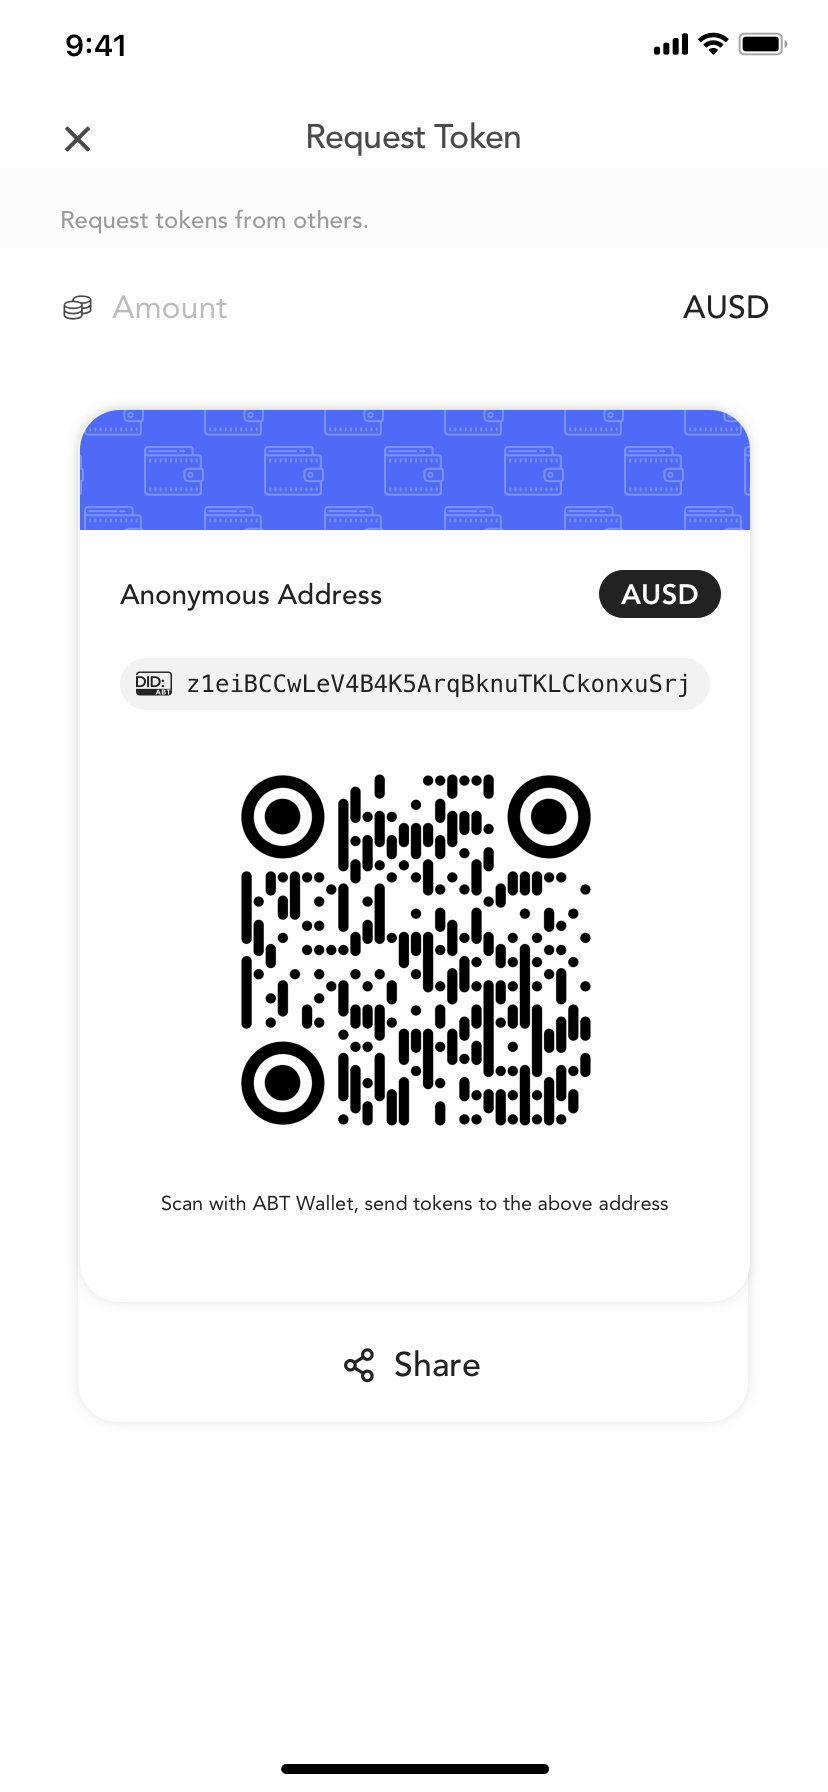 9:41
Request Token
Request tokens from others.
Amount AUSD
Anonymous Address AUSD
DID: ABT z1eiBCCwLeV4B4K5ArqBknuTKLCkonxuSrj
Scan with ABT Wallet, send tokens to the above address
Share